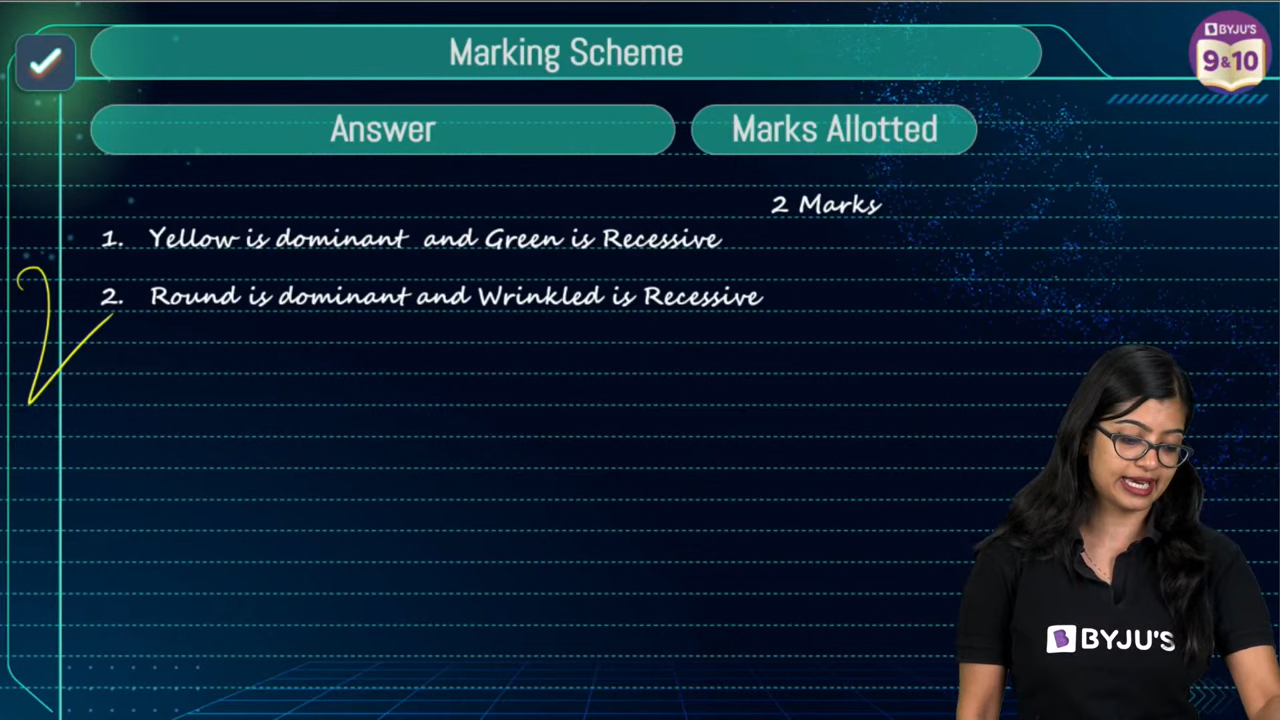 Marking Scheme
BYJU'S
9&10
Answer
Marks Allotted
2 Marks
1. Yellow is dominant and Green is Recessive
2. Round is dominant and Wrinkled is Recessive
BYJU'S